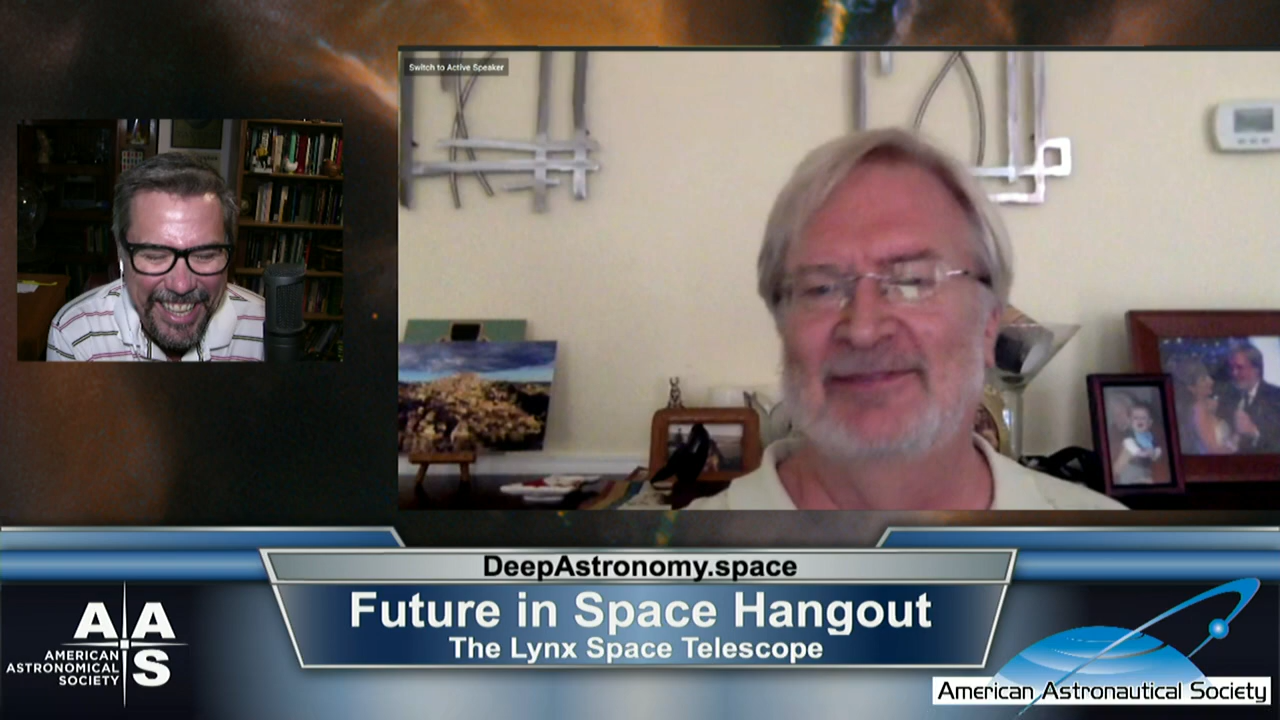 Switch to Active Speaker
DeepAstronomy.space
Future in Space Hangout
The Lynx Space Telescope
AAS
AMERICAN
ASTRONOMICAL
SOCIETY
American Astronautical Society